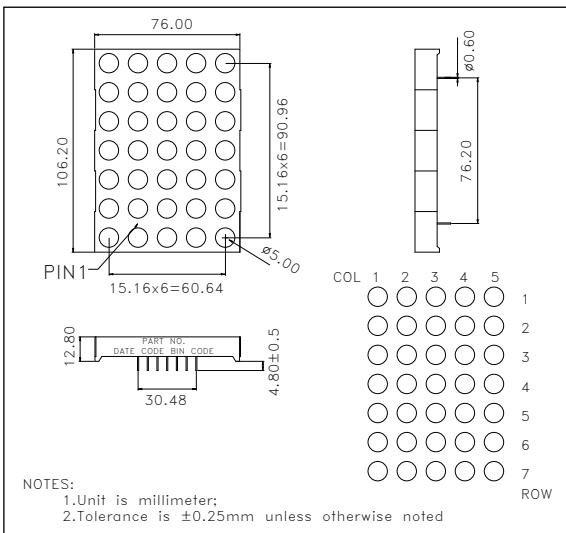 76.00
ø0.60
106.20
15.16x6=90.96
76.20
PIN1
ø5.00
15.16x6=60.64
COL 1 2 3 4 5
1
2
3
4
5
6
7
ROW
12.80
PART NO.
DATE CODE BIN CODE
4.80±0.5
30.48
NOTES:
1.Unit is millimeter;
2.Tolerance is ±0.25mm unless otherwise noted